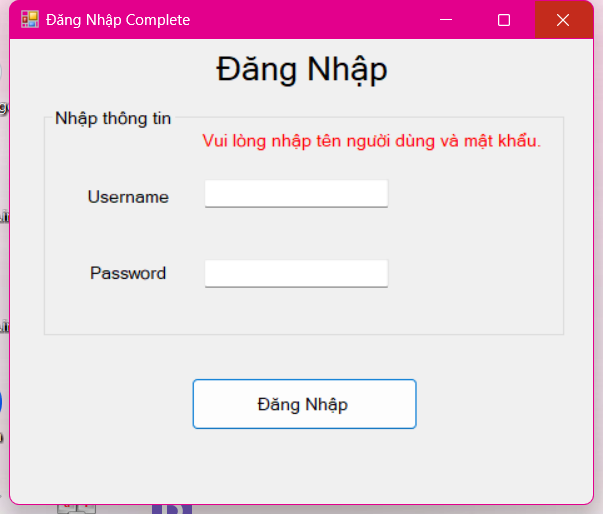 Đăng Nhập Complete
Đăng Nhập
Nhập thông tin
Vui lòng nhập tên người dùng và mật khẩu.
Username
Password
Đăng Nhập